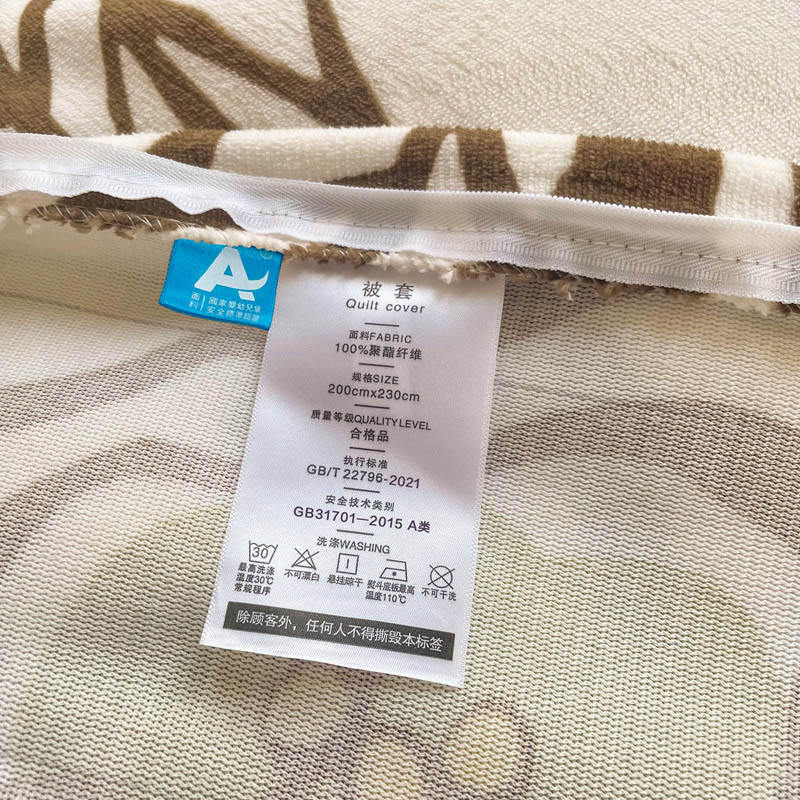 A
面料
國家嬰幼兒級
安全標準認證
被套
Quilt cover
面料FABRIC
100%聚酯纤维
规格SIZE
200cmx230cm
质量等级QUALITY LEVEL
合格品
执行标准
GB/T 22796-2021
安全技术类别
GB31701—2015 A类
洗涤WASHING
30
最高洗涤
温度30℃
常规程序
不可漂白
悬挂晾干
熨斗底板最高
温度110℃
不可干洗
除顾客外，任何人不得撕毁本标签